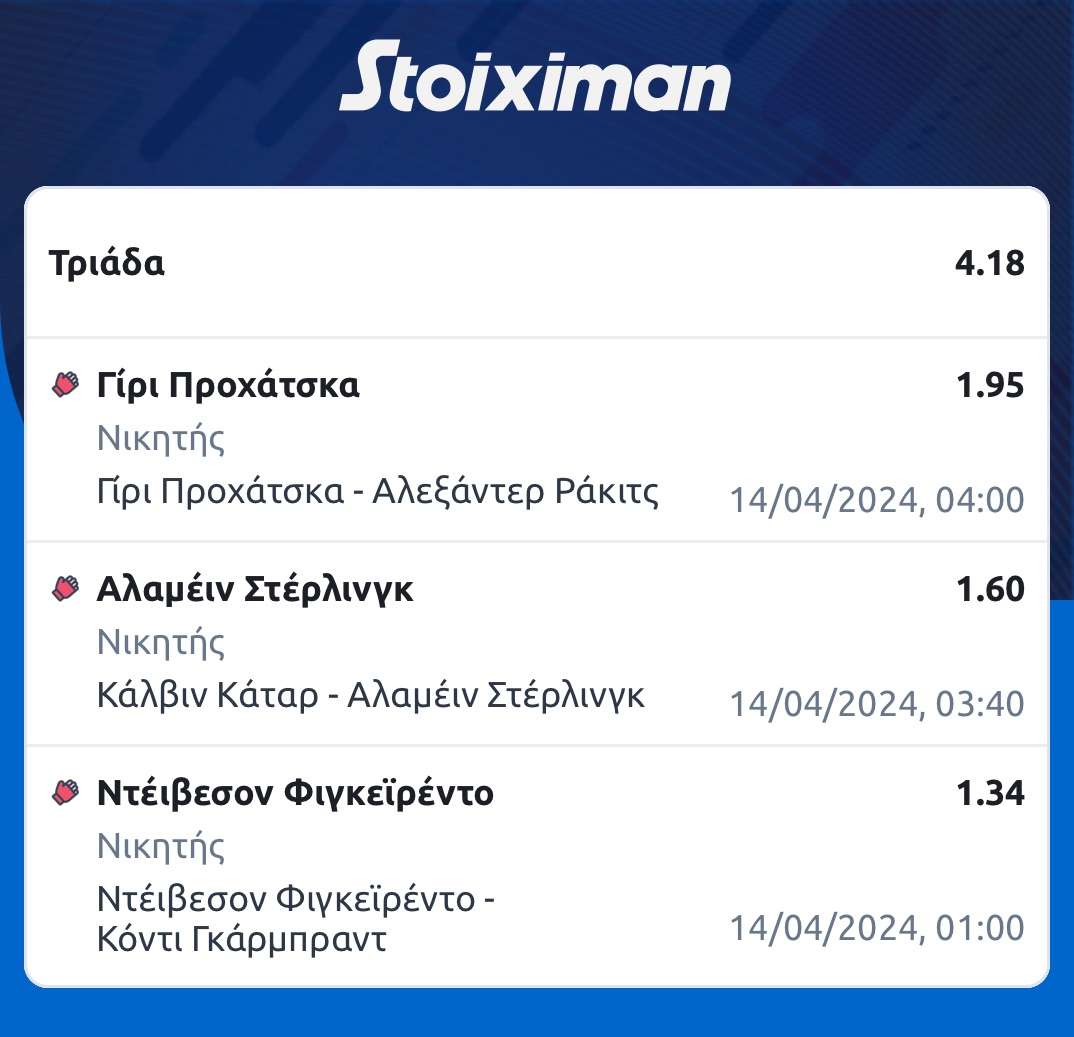 Stoiximan
Τριάδα 4.18
Γίρι Προχάτσκα 1.95
Νικητής
Γίρι Προχάτσκα - Αλεξάντερ Ράκιτς 14/04/2024, 04:00
Αλαμέιν Στέρλινγκ 1.60
Νικητής
Κάλβιν Κάταρ - Αλαμέιν Στέρλινγκ 14/04/2024, 03:40
Ντέιβεσον Φιγκεϊρέντο 1.34
Νικητής
Ντέιβεσον Φιγκεϊρέντο -
Κόντι Γκάρμπραντ 14/04/2024, 01:00